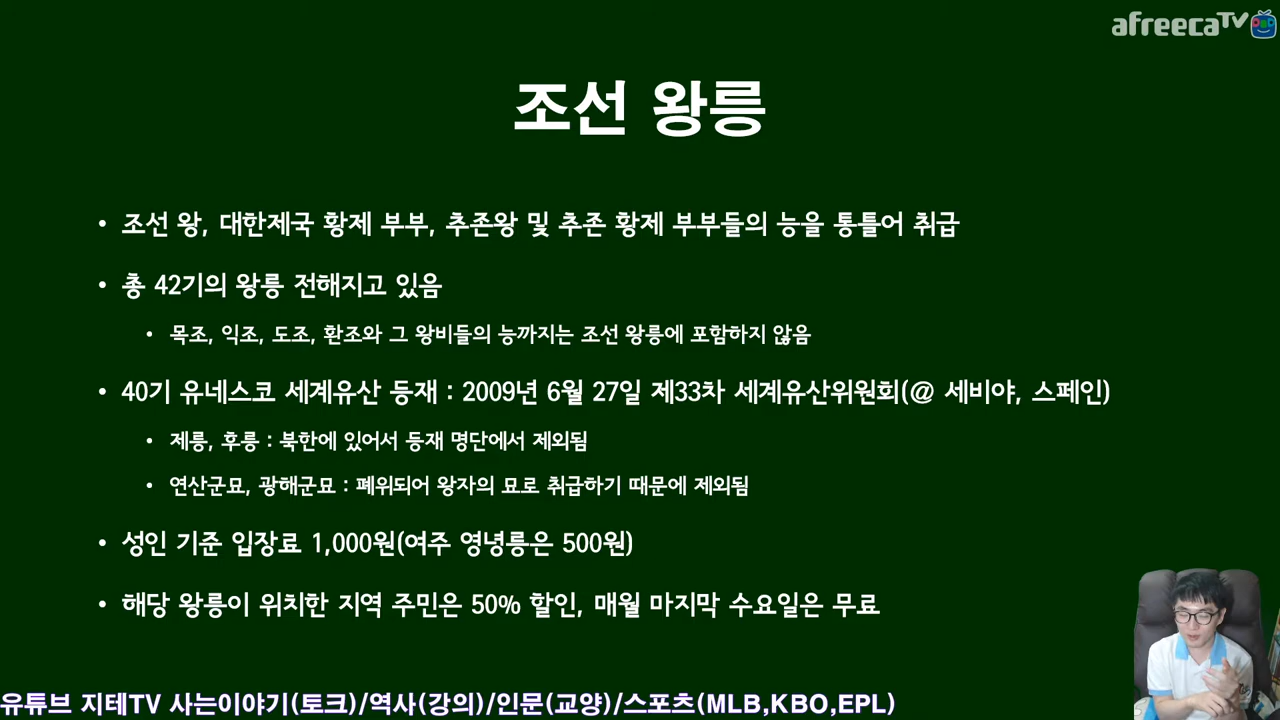 afreecaTV
조선 왕릉
• 조선 왕, 대한제국 황제 부부, 추존왕 및 추존 황제 부부들의 능을 통틀어 취급
• 총 42기의 왕릉 전해지고 있음
• 목조, 익조, 도조, 환조와 그 왕비들의 능까지는 조선 왕릉에 포함하지 않음
• 40기 유네스코 세계유산 등재 : 2009년 6월 27일 제33차 세계유산위원회(@ 세비야, 스페인)
• 제릉, 후릉 : 북한에 있어서 등재 명단에서 제외됨
• 연산군묘, 광해군묘 : 폐위되어 왕자의 묘로 취급하기 때문에 제외됨
• 성인 기준 입장료 1,000원(여주 영녕릉은 500원)
• 해당 왕릉이 위치한 지역 주민은 50% 할인, 매월 마지막 수요일은 무료
유튜브 지테TV 사는이야기(토크)/역사(강의)/인문(교양)/스포츠(MLB,KBO,EPL)